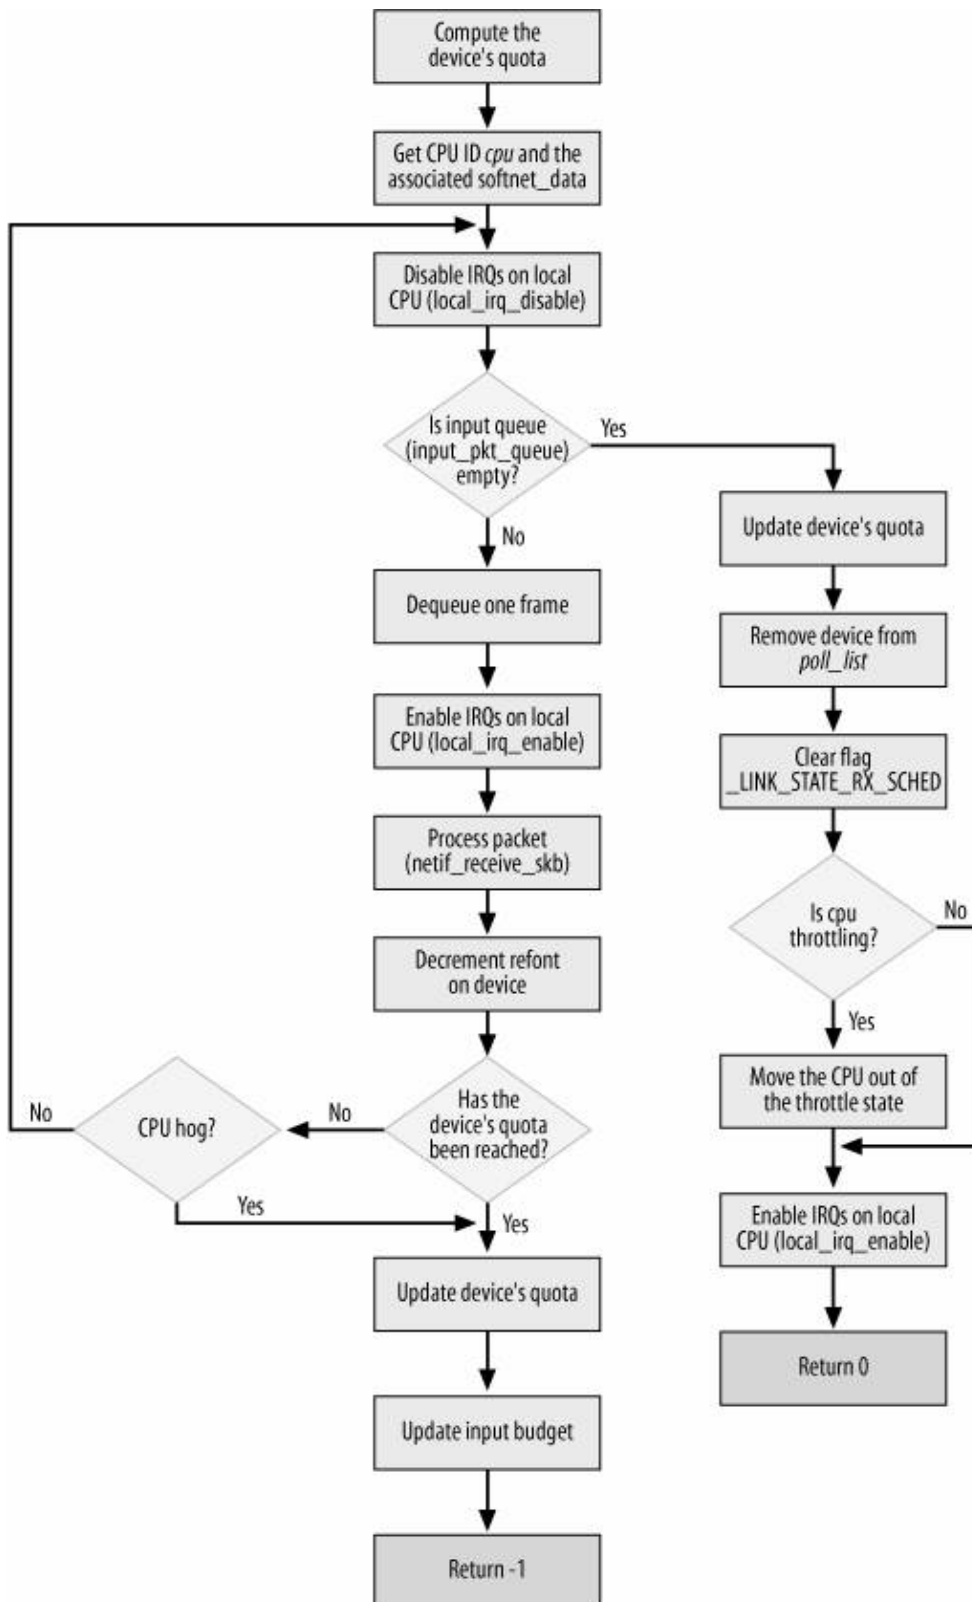 Compute the
device's quota
Get CPU ID cpu and the
associated softnet_data
Disable IRQs on local
CPU (local_irq_disable)
Is input queue
(input_pkt_queue)
empty?
Yes
No
Update device's quota
Dequeue one frame
Remove device from
poll_list
Enable IRQs on local
CPU (local_irq_enable)
Clear flag
_LINK_STATE_RX_SCHED
Process packet
(netif_receive_skb)
Is cpu
throttling?
No
Decrement refont
on device
Yes
Move the CPU out of
the throttle state
Has the
device's quota
been reached?
No
CPU hog?
No
Yes
Yes
Enable IRQs on local
CPU (local_irq_enable)
Update device's quota
Return 0
Update input budget
Return -1